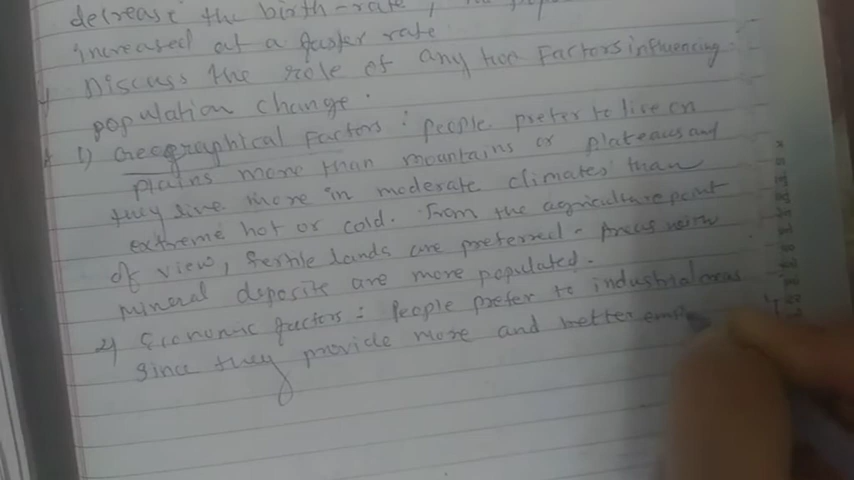 decrease the birth-rate,
increased at a faster rate
Discuss the role of any two Factors influencing
population change.
1) Geographical Factors: People prefer to live on
plains more than mountains or plateaus and
they live more in moderate climates than
extreme hot or cold. From the agriculture point
of view, fertile lands are preferred - Areas with
mineral deposits are more populated.
2) Economic factors: People prefer to industrial areas
since they provide more and better emp